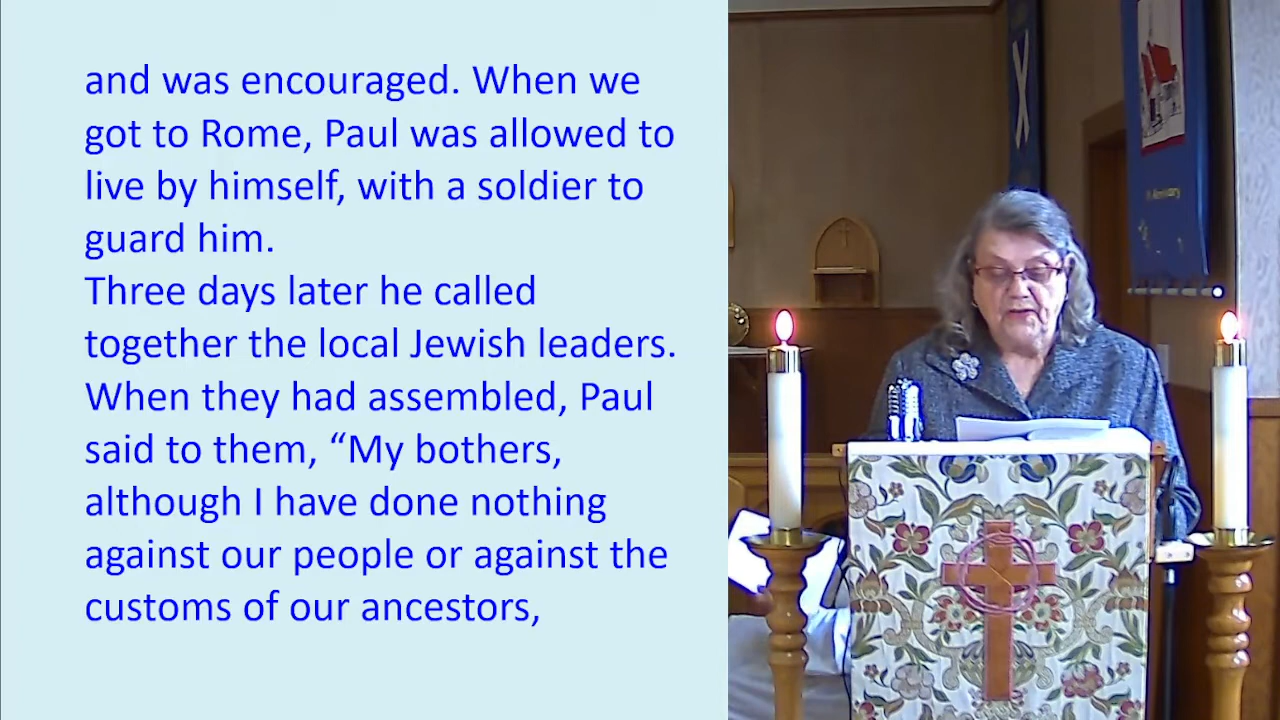 and was encouraged. When we
got to Rome, Paul was allowed to
live by himself, with a soldier to
guard him.
Three days later he called
together the local Jewish leaders.
When they had assembled, Paul
said to them, “My bothers,
although I have done nothing
against our people or against the
customs of our ancestors,